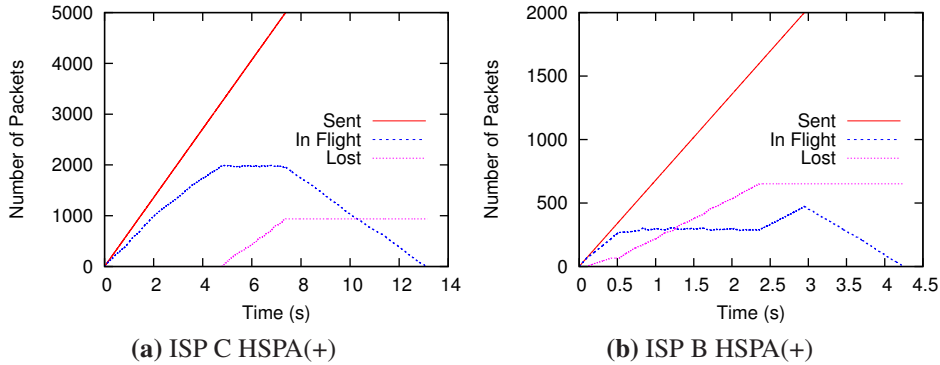 5000
4000
3000
2000
1000
0
Number of Packets
0 2 4 6 8 10 12 14
Time (s)
Sent
In Flight
Lost
(a) ISP C HSPA(+)
2000
1500
1000
500
0
Number of Packets
0 0.5 1 1.5 2 2.5 3 3.5 4 4.5
Time (s)
Sent
In Flight
Lost
(b) ISP B HSPA(+)